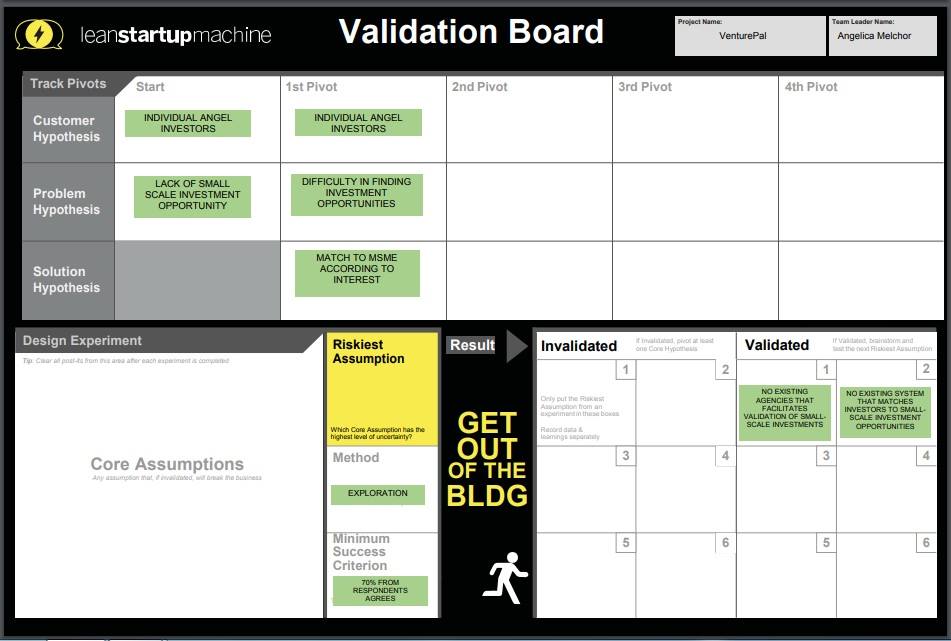 leanstartupmachine
Validation Board
Project Name:
VenturePal
Team Leader Name:
Angelica Melchor
Track Pivots
Start
1st Pivot
2nd Pivot
3rd Pivot
4th Pivot
Customer
Hypothesis
INDIVIDUAL ANGEL
INVESTORS
INDIVIDUAL ANGEL
INVESTORS
Problem
Hypothesis
LACK OF SMALL
SCALE INVESTMENT
OPPORTUNITY
DIFFICULTY IN FINDING
INVESTMENT
OPPORTUNITIES
Solution
Hypothesis
MATCH TO MSME
ACCORDING TO
INTEREST
Design Experiment
Tip: Clear all post-its from this area after each experiment is completed
Core Assumptions
Any assumption that, if invalidated, will break the business
Riskiest
Assumption
Which Core Assumption has the
highest level of uncertainty?
Method
EXPLORATION
Minimum
Success
Criterion
70% FROM
RESPONDENTS
AGREES
Result
GET
OUT
OF THE
BLDG
Invalidated
If Invalidated, pivot at least
one Core Hypothesis
1
2
Only put the Riskiest
Assumption from an
experiment in these boxes
Record data &
learnings separately
3
4
5
6
Validated
If Validated, brainstorm and
test the next Riskiest Assumption
1
2
NO EXISTING
AGENCIES THAT
FACILITATES
VALIDATION OF SMALL-
SCALE INVESTMENTS
NO EXISTING SYSTEM
THAT MATCHES
INVESTORS TO SMALL-
SCALE INVESTMENT
OPPORTUNITIES
3
4
5
6